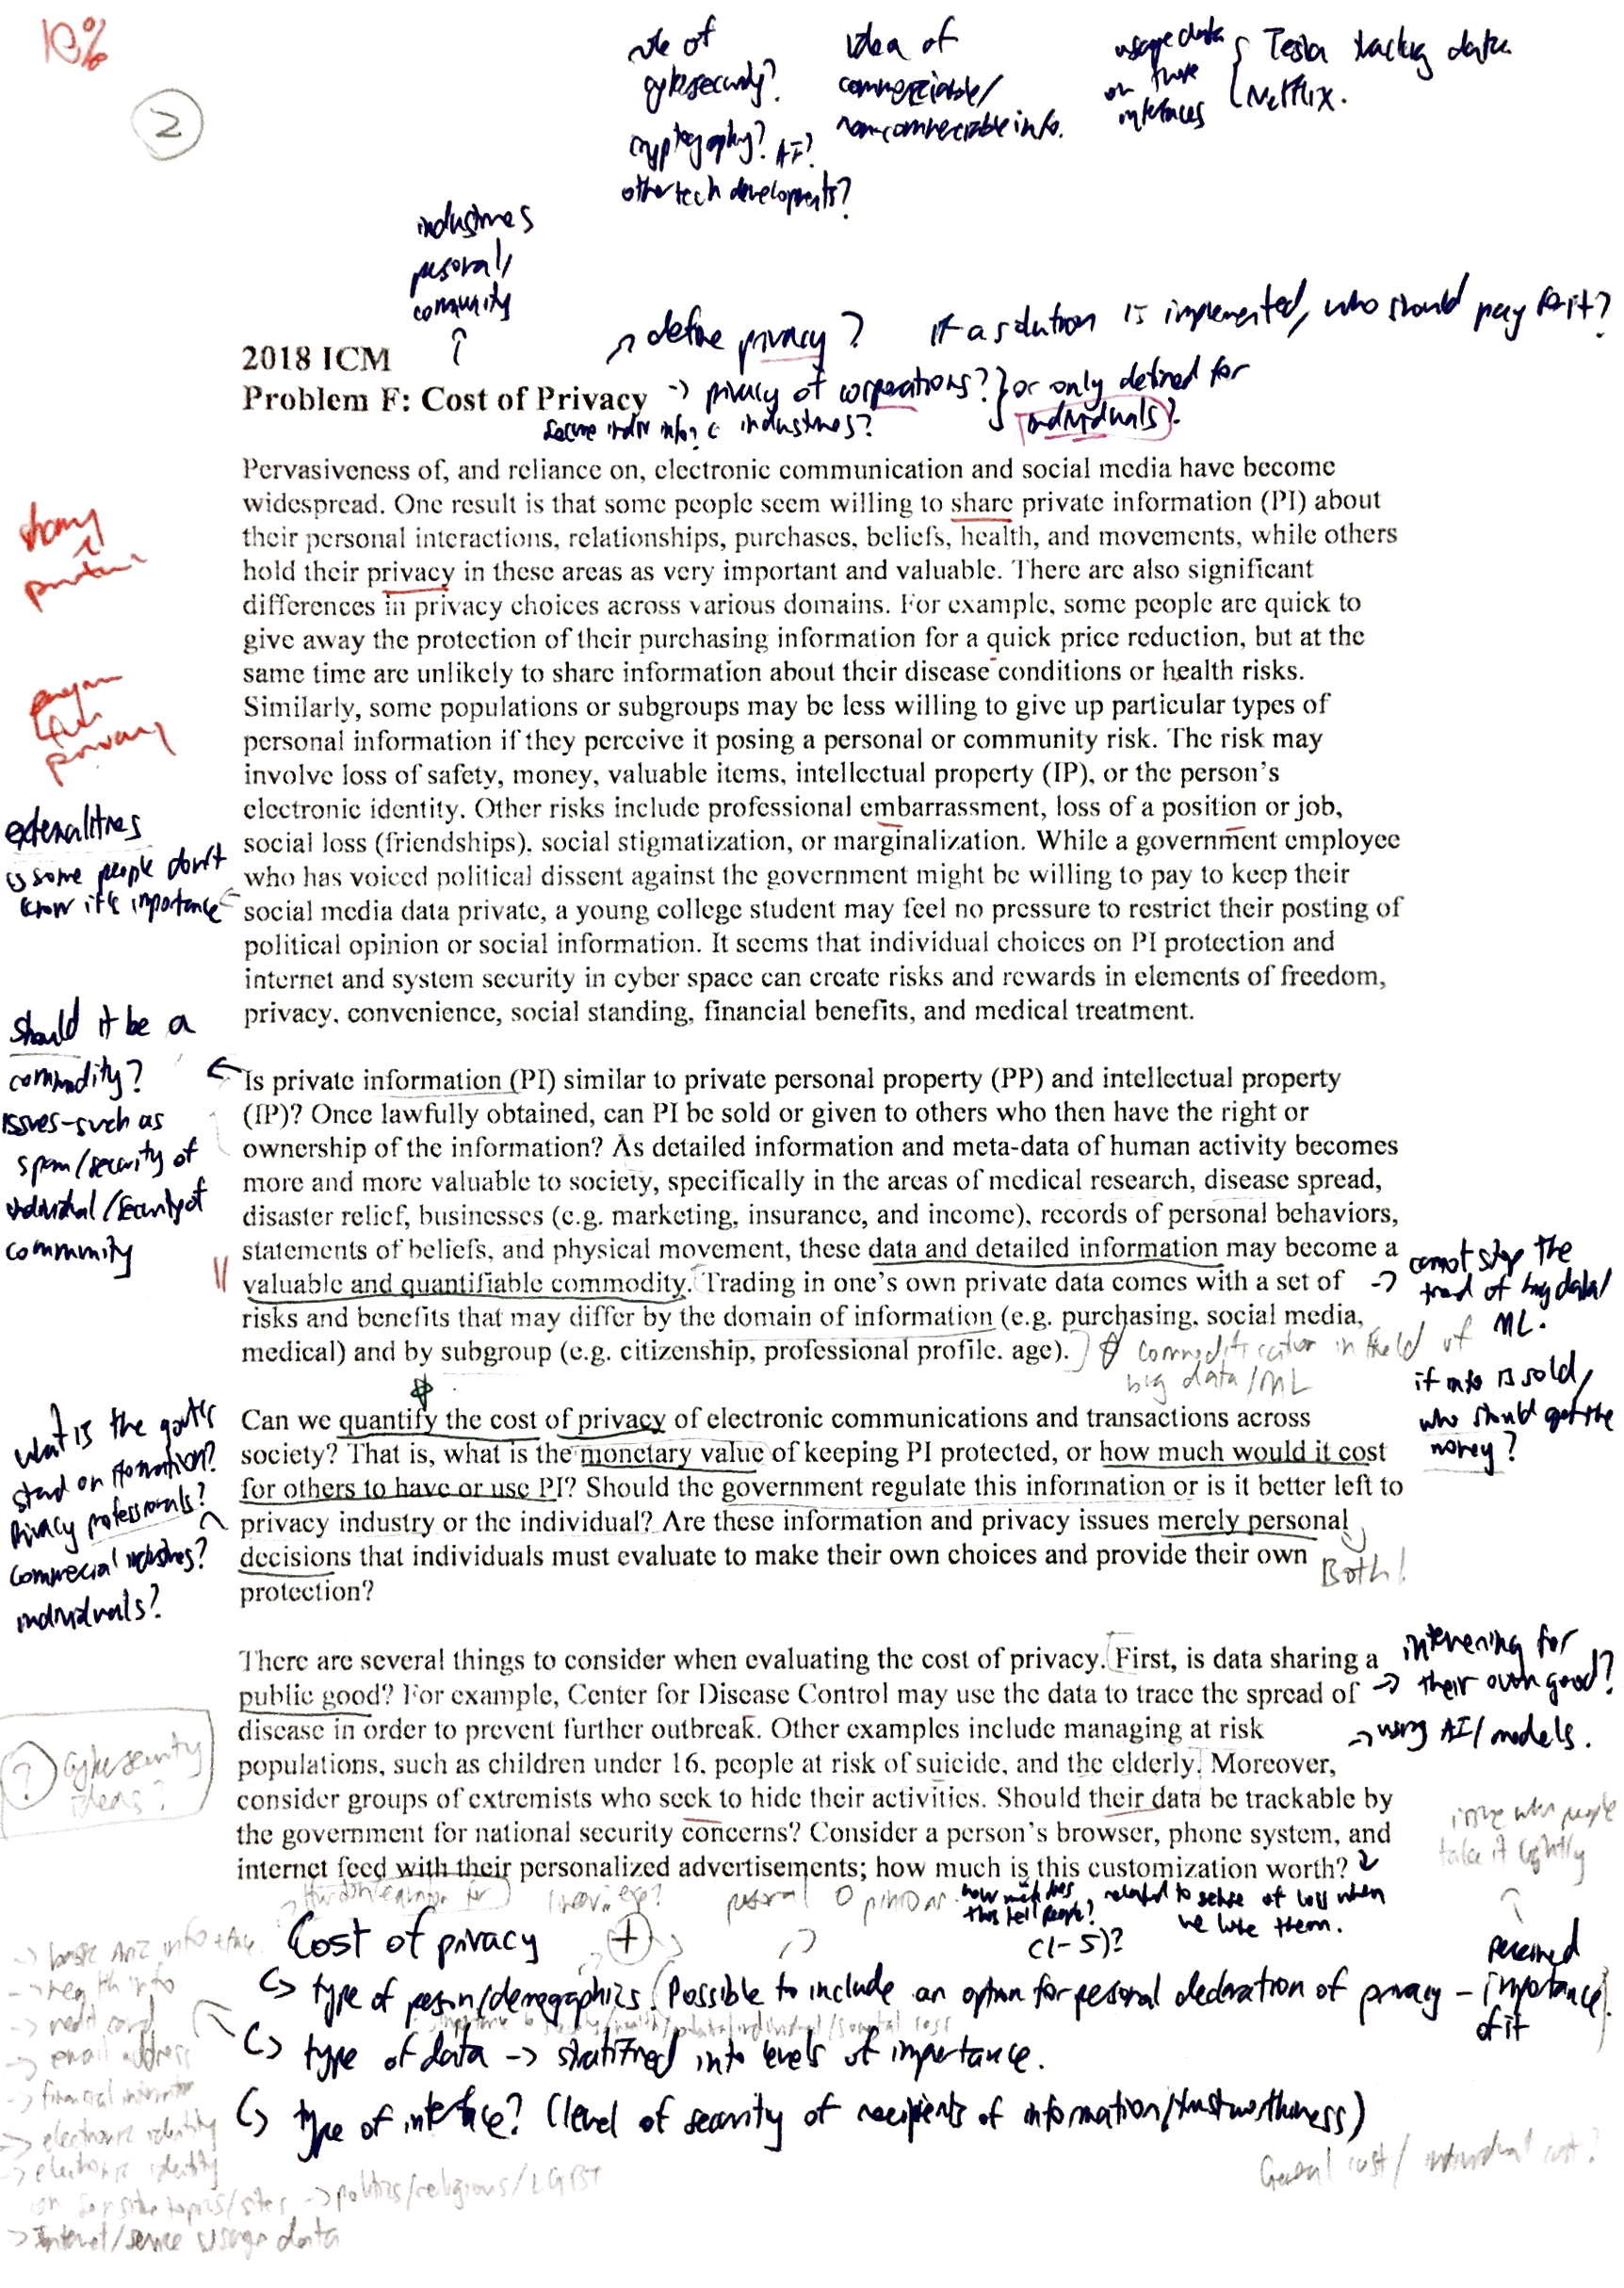 10%
2
role of
cybersecurity?
cryptography? AI?
other tech developments?
idea of
commerciable/
non-commerciable info.
usage data
on those
interfaces
Tesla tracking data
Netflix.
industries
personal/
community
define privacy?
if a solution is implemented, who should pay for it?
2018 ICM
Problem F: Cost of Privacy
→ privacy of corporations? } or only defined for
individuals?
secure indiv info? industries?
Pervasiveness of, and reliance on, electronic communication and social media have become
widespread. One result is that some people seem willing to share private information (PI) about
their personal interactions, relationships, purchases, beliefs, health, and movements, while others
hold their privacy in these areas as very important and valuable. There are also significant
differences in privacy choices across various domains. For example, some people are quick to
give away the protection of their purchasing information for a quick price reduction, but at the
same time are unlikely to share information about their disease conditions or health risks.
Similarly, some populations or subgroups may be less willing to give up particular types of
personal information if they perceive it posing a personal or community risk. The risk may
involve loss of safety, money, valuable items, intellectual property (IP), or the person's
electronic identity. Other risks include professional embarrassment, loss of a position or job,
social loss (friendships), social stigmatization, or marginalization. While a government employee
who has voiced political dissent against the government might be willing to pay to keep their
social media data private, a young college student may feel no pressure to restrict their posting of
political opinion or social information. It seems that individual choices on PI protection and
internet and system security in cyber space can create risks and rewards in elements of freedom,
privacy, convenience, social standing, financial benefits, and medical treatment.
privacy
externalities
↳ some people don't
know it's importance
should it be a
commodity?
issues - such as
spam/security of
individual/security of
community
Is private information (PI) similar to private personal property (PP) and intellectual property
(IP)? Once lawfully obtained, can PI be sold or given to others who then have the right or
ownership of the information? As detailed information and meta-data of human activity becomes
more and more valuable to society, specifically in the areas of medical research, disease spread,
disaster relief, businesses (e.g. marketing, insurance, and income), records of personal behaviors,
statements of beliefs, and physical movement, these data and detailed information may become a
valuable and quantifiable commodity. Trading in one's own private data comes with a set of
risks and benefits that may differ by the domain of information (e.g. purchasing, social media,
medical) and by subgroup (e.g. citizenship, professional profile, age).
commodification in field of
big data/ML
→ cannot stop the
trend of big data/
ML.
if info is sold,
who should get the
money?
what is the
stand on
privacy professionals?
commercial industries?
individuals?
Can we quantify the cost of privacy of electronic communications and transactions across
society? That is, what is the monetary value of keeping PI protected, or how much would it cost
for others to have or use PI? Should the government regulate this information or is it better left to
privacy industry or the individual? Are these information and privacy issues merely personal
decisions that individuals must evaluate to make their own choices and provide their own
protection?
Both!
There are several things to consider when evaluating the cost of privacy. First, is data sharing a
public good? For example, Center for Disease Control may use the data to trace the spread of
disease in order to prevent further outbreak. Other examples include managing at risk
populations, such as children under 16, people at risk of suicide, and the elderly. Moreover,
consider groups of extremists who seek to hide their activities. Should their data be trackable by
the government for national security concerns? Consider a person's browser, phone system, and
internet feed with their personalized advertisements; how much is this customization worth?
intervening for
→ their own good?
→ using AI/models.
? cybersecurity
ideas?
when people
take it lightly
personal opinions
how much does
this tell people?
(1-5)?
related to sense of loss when
we lose them.
Cost of privacy
↳ type of person/demographics (Possible to include an option for personal declaration of privacy - perceived
importance
of it).
↳ type of data → stratified into levels of importance.
↳ type of interface? (level of security of recipients of information/trustworthiness)
→ health info
→ credit card
→ email address
→ financial information
→ electronic identity
→ electronic identity
on sensitive topics/sites → politics/religious/LGBT
→ Internet/service usage data
General cost/individual cost?